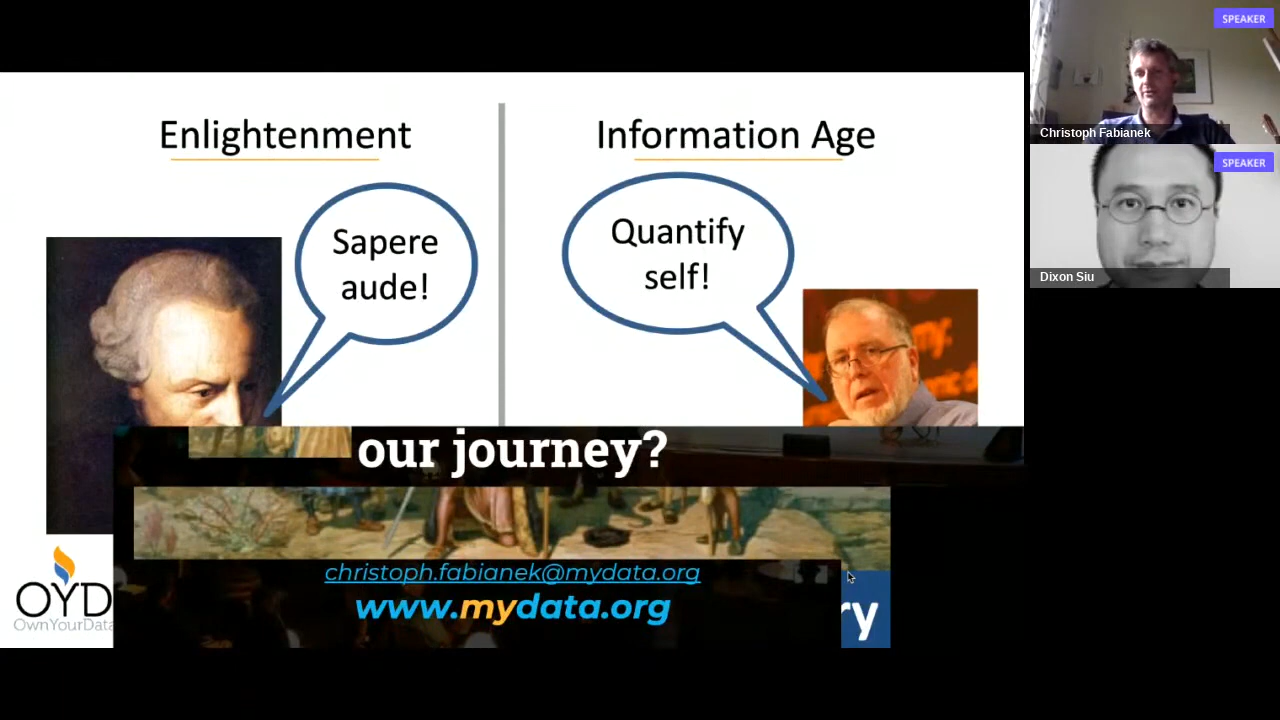 Enlightenment
Sapere
aude!
Information Age
Quantify
self!
our journey?
christoph.fabianek@mydata.org
www.mydata.org
OYD
OwnYourData
ry
SPEAKER
Christoph Fabianek
SPEAKER
Dixon Siu